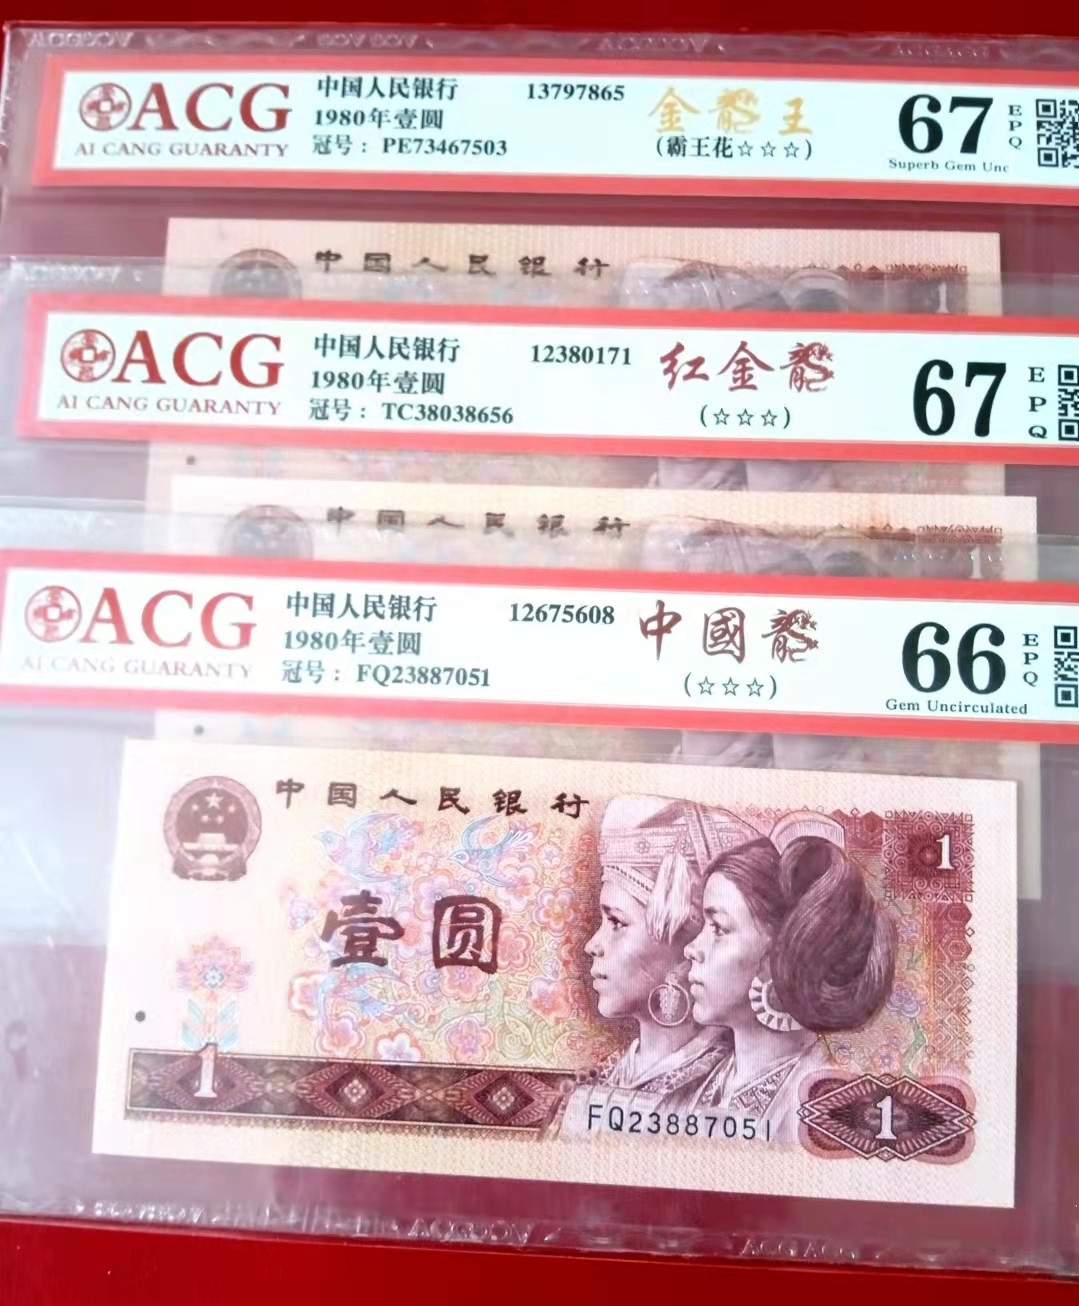 ACG
AI CANG GUARANTY
中国人民银行
1980年壹圆
冠号：PE73467503
13797865
金龍王
(霸王花☆☆☆)
67
EPQ
Superb Gem Unc
中国人民银行
1
ACG
AI CANG GUARANTY
中国人民银行
1980年壹圆
冠号：TC38038656
12380171
红金龍
(☆☆☆)
67
EPQ
中国人民银行
1
ACG
AI CANG GUARANTY
中国人民银行
1980年壹圆
冠号：FQ23887051
12675608
中國龍
(☆☆☆)
66
EPQ
Gem Uncirculated
中国人民银行
1
壹圆
1
FQ23887051
1